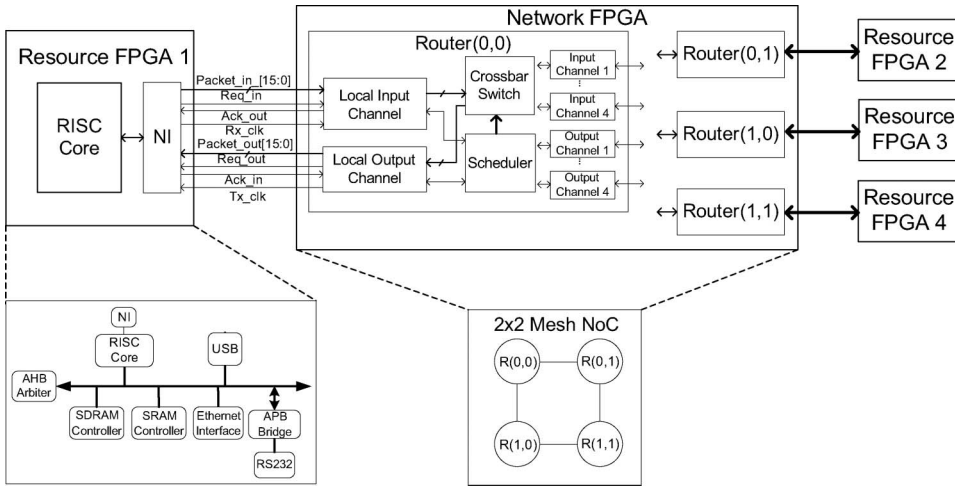 Network FPGA
Resource FPGA 1
RISC
Core
NI
Packet_in_[15:0]
Req_in
Ack_out
Rx_clk
Packet_out[15:0]
Req_out
Ack_in
Tx_clk
Router(0,0)
Local Input
Channel
Local Output
Channel
Crossbar
Switch
Scheduler
Input
Channel 1
Input
Channel 4
Output
Channel 1
Output
Channel 4
Router(0,1)
Router(1,0)
Router(1,1)
Resource
FPGA 2
Resource
FPGA 3
Resource
FPGA 4
NI
RISC
Core
USB
AHB
Arbiter
SDRAM
Controller
SRAM
Controller
Ethernet
Interface
APB
Bridge
RS232
2x2 Mesh NoC
R(0,0)
R(0,1)
R(1,0)
R(1,1)